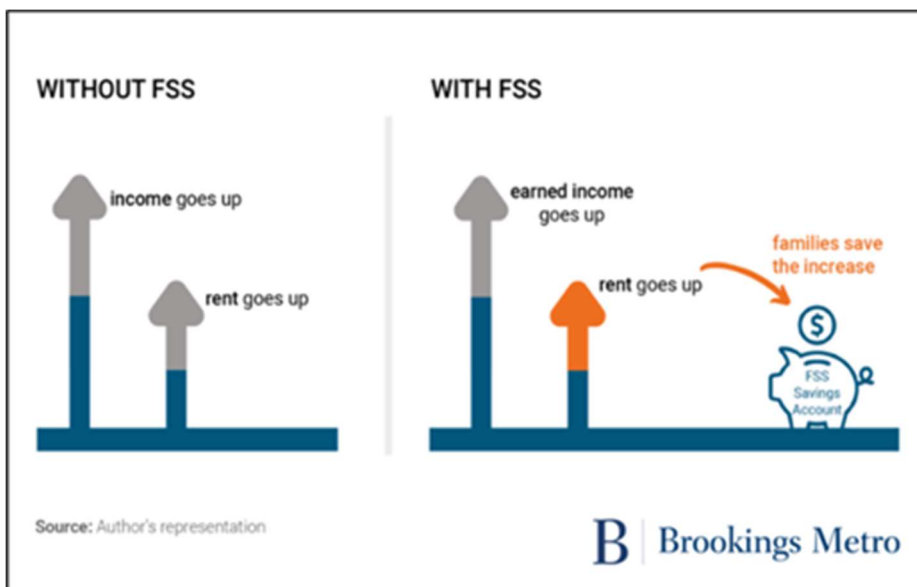 WITHOUT FSS
income goes up
rent goes up
WITH FSS
earned income
goes up
rent goes up
families save
the increase
$
FSS
Savings
Account
Source: Author's representation
B | Brookings Metro